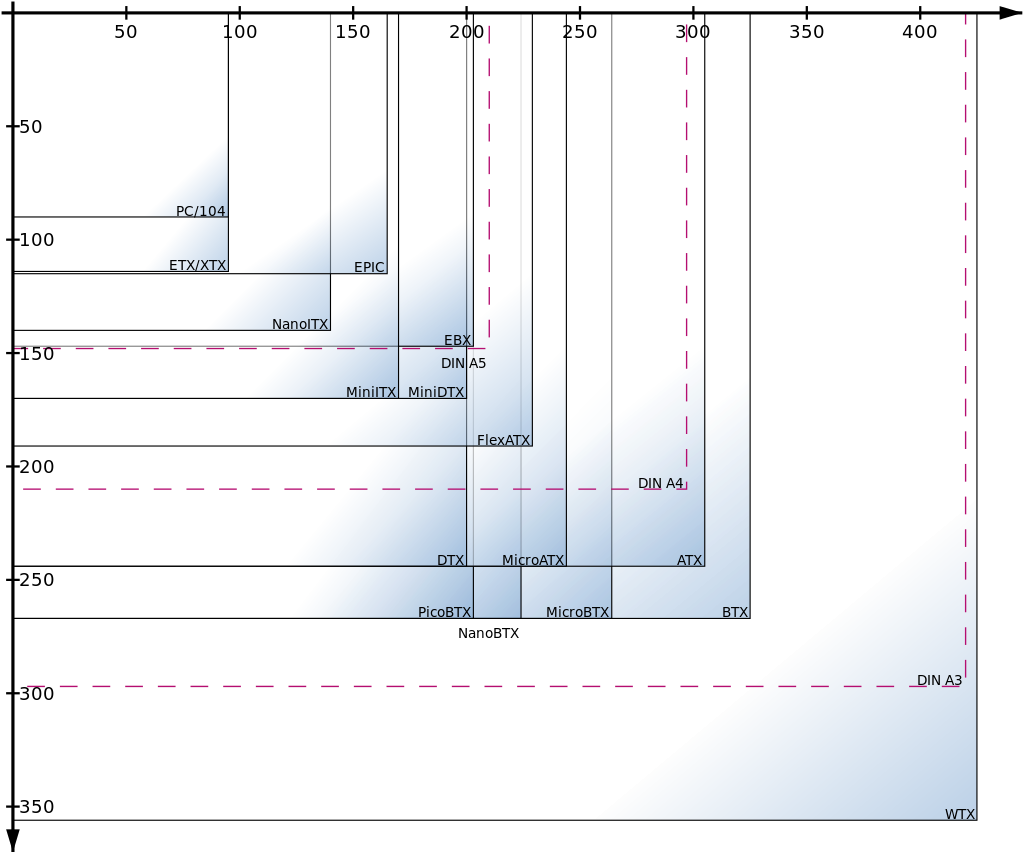 50 100 150 200 250 300 350 400
50
PC/104
100
ETX/XTX EPIC
NanoITX
EBX
150
DIN A5
MiniITX MiniDTX
FlexATX
200
DIN A4
DTX MicroATX ATX
250
PicoBTX MicroBTX BTX
NanoBTX
DIN A3
300
350
WTX